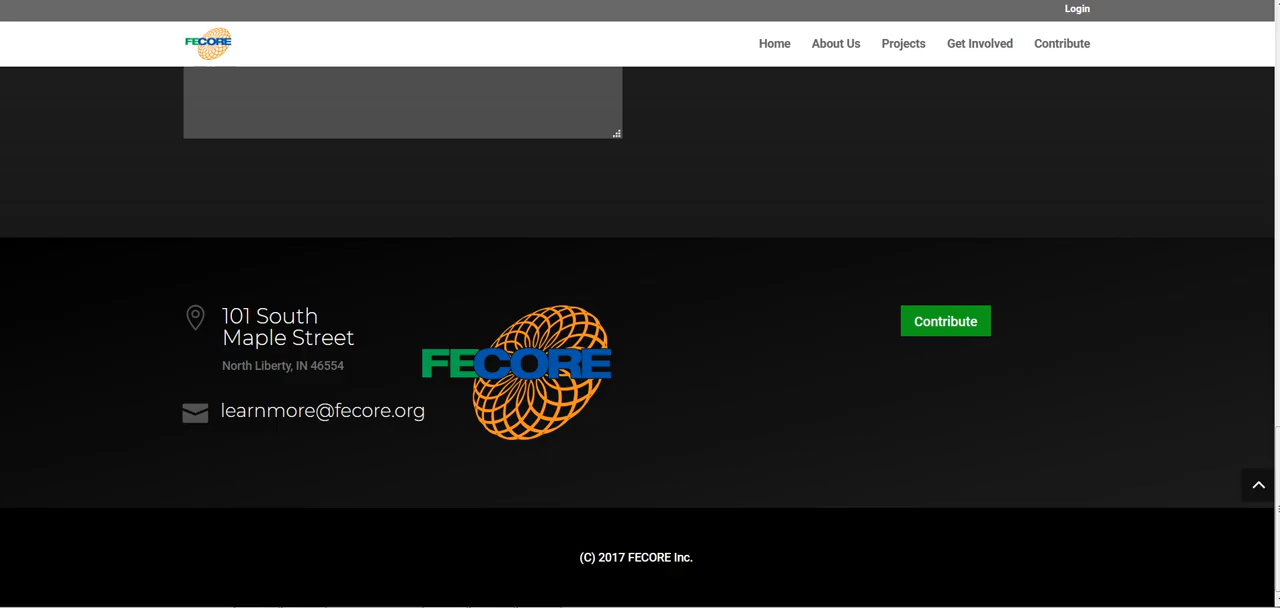 Login
FECORE
Home
About Us
Projects
Get Involved
Contribute
101 South
Maple Street
North Liberty, IN 46554
learnmore@fecore.org
FECORE
Contribute
(C) 2017 FECORE Inc.